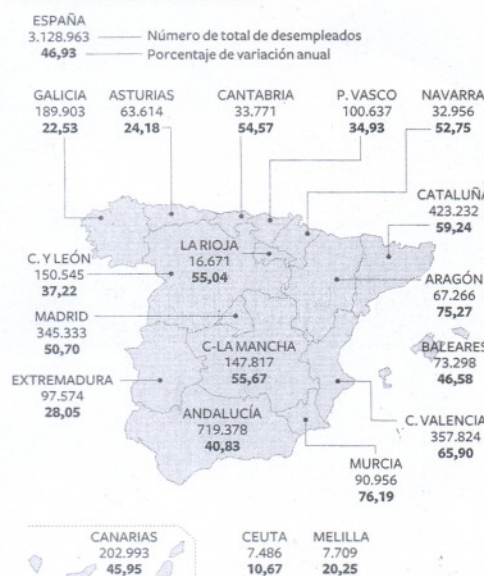 ESPAÑA
3.128.963 Número de total de desempleados
46,93 Porcentaje de variación anual
GALICIA
189.903
22,53
ASTURIAS
63.614
24,18
CANTABRIA
33.771
54,57
P. VASCO
100.637
34,93
NAVARRA
32.956
52,75
CATALUÑA
423.232
59,24
LA RIOJA
16.671
55,04
C. Y LEÓN
150.545
37,22
ARAGÓN
67.266
75,27
MADRID
345.333
50,70
C-LA MANCHA
147.817
55,67
BALEARES
73.298
46,58
EXTREMADURA
97.574
28,05
ANDALUCÍA
719.378
40,83
C. VALENCIA
357.824
65,90
MURCIA
90.956
76,19
CANARIAS
202.993
45,95
CEUTA
7.486
10,67
MELILLA
7.709
20,25